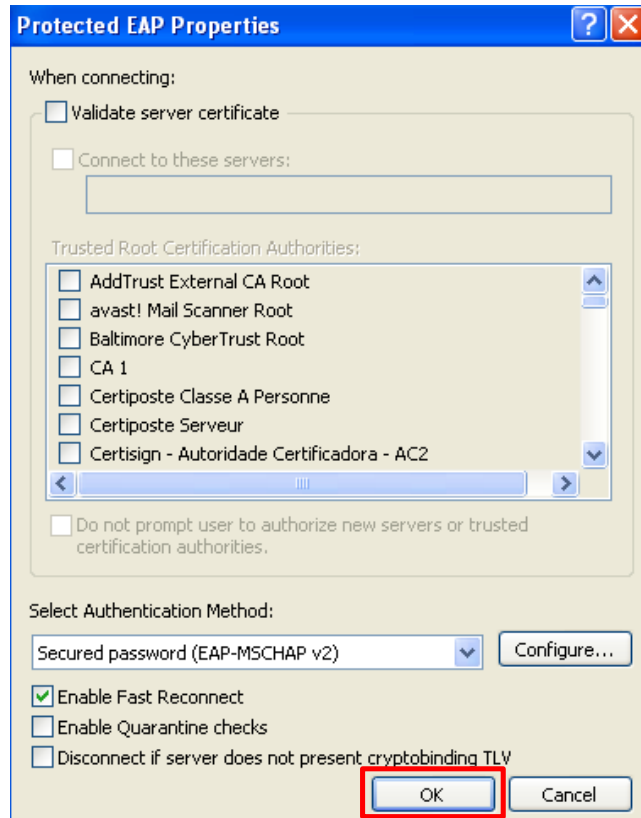 Protected EAP Properties
When connecting:
Validate server certificate
Connect to these servers:
Trusted Root Certification Authorities:
AddTrust External CA Root
avast! Mail Scanner Root
Baltimore CyberTrust Root
CA 1
Certiposte Classe A Personne
Certiposte Serveur
Certisign - Autoridade Certificadora - AC2
Do not prompt user to authorize new servers or trusted
certification authorities.
Select Authentication Method:
Secured password (EAP-MSCHAP v2)
Configure...
Enable Fast Reconnect
Enable Quarantine checks
Disconnect if server does not present cryptobinding TLV
OK
Cancel